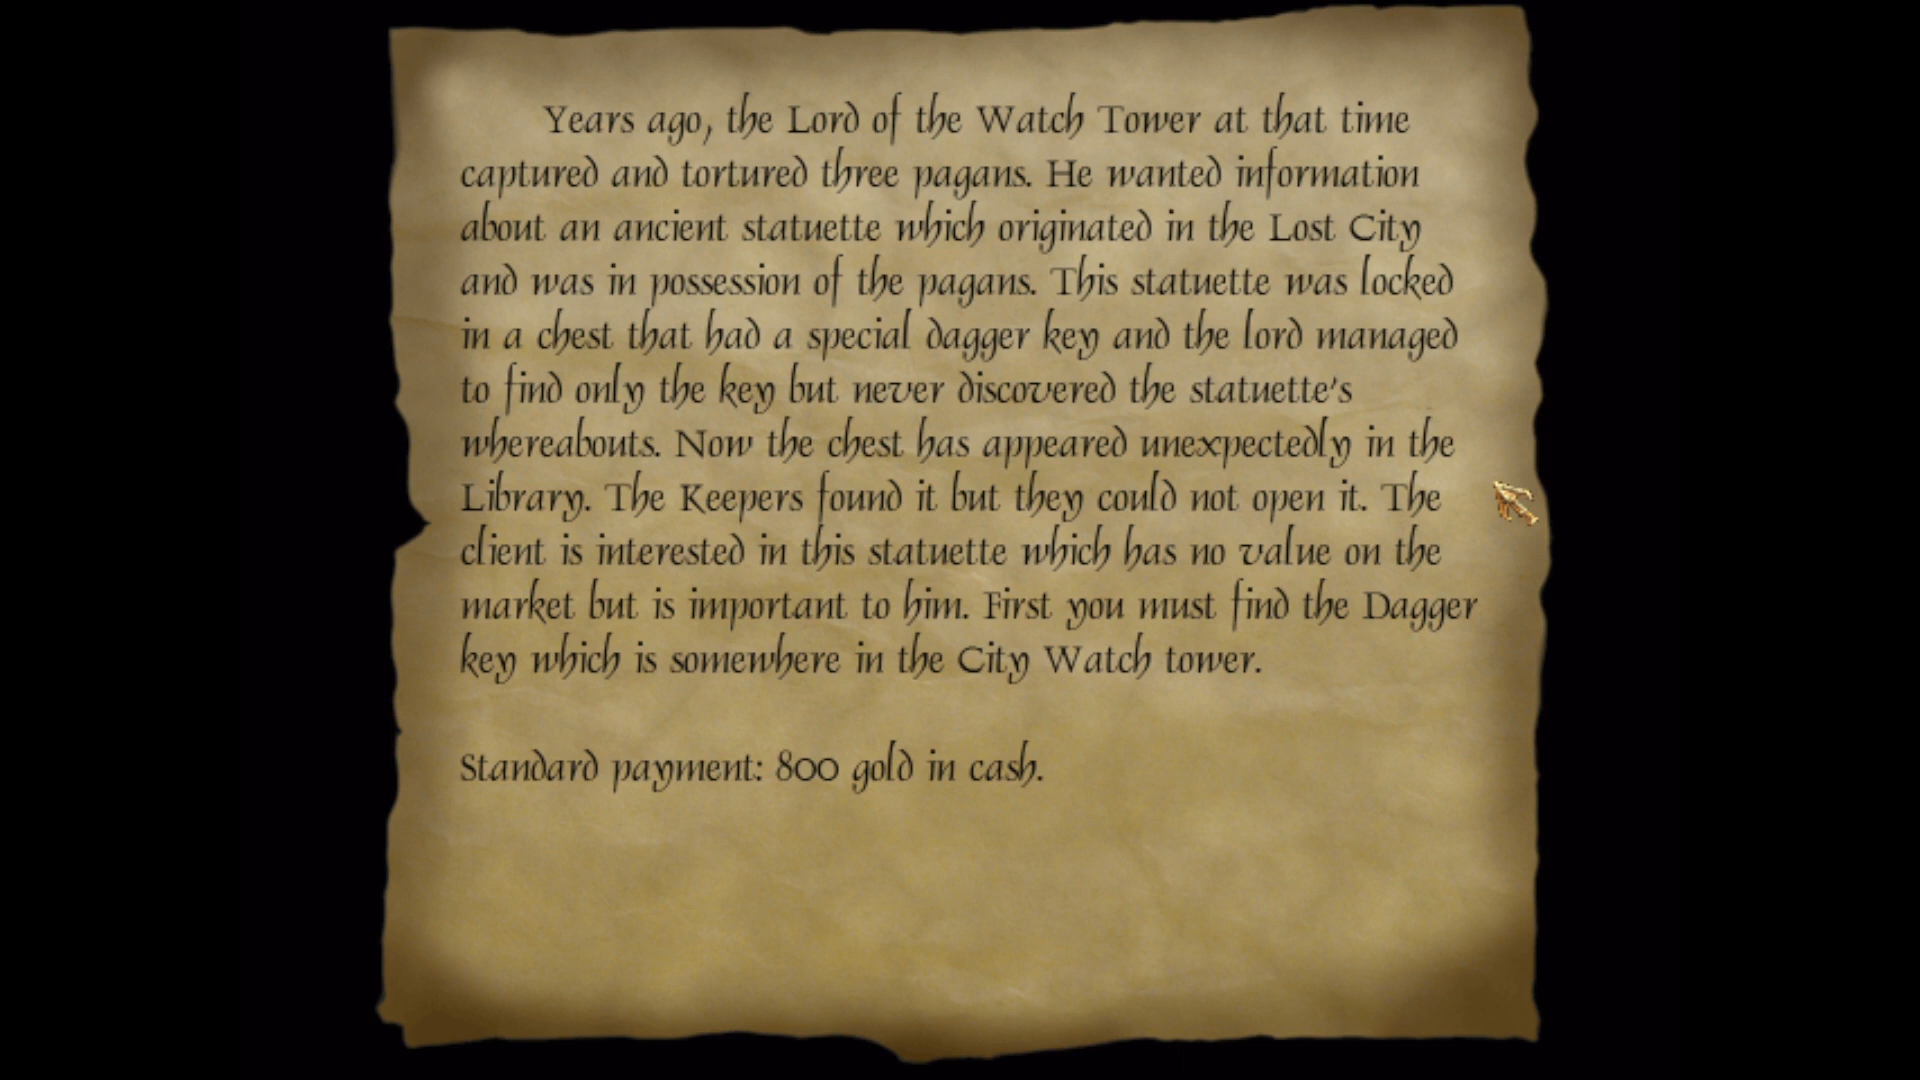 Years ago, the Lord of the Watch Tower at that time
captured and tortured three pagans. He wanted information
about an ancient statuette which originated in the Lost City
and was in possession of the pagans. This statuette was locked
in a chest that had a special dagger key and the lord managed
to find only the key but never discovered the statuette's
whereabouts. Now the chest has appeared unexpectedly in the
Library. The Keepers found it but they could not open it. The
client is interested in this statuette which has no value on the
market but is important to him. First you must find the Dagger
key which is somewhere in the City Watch tower.
Standard payment: 800 gold in cash.